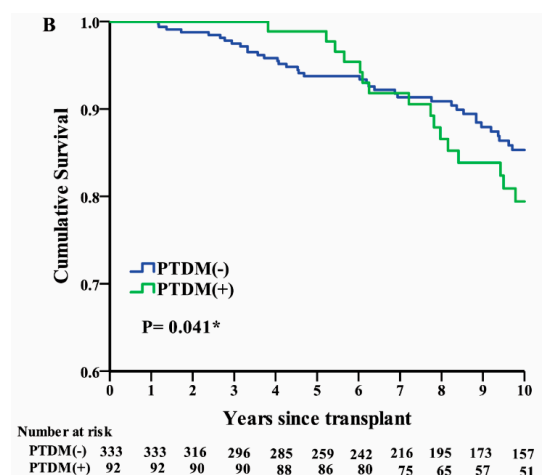 B
1.0
0.9
0.8
0.7
0.6
Cumulative Survival
PTDM(-)
PTDM(+)
P= 0.041*
0 1 2 3 4 5 6 7 8 9 10
Years since transplant
Number at risk
PTDM(-) 333 333 316 296 285 259 242 216 195 173 157
PTDM(+) 92 92 90 90 88 86 80 75 65 57 51